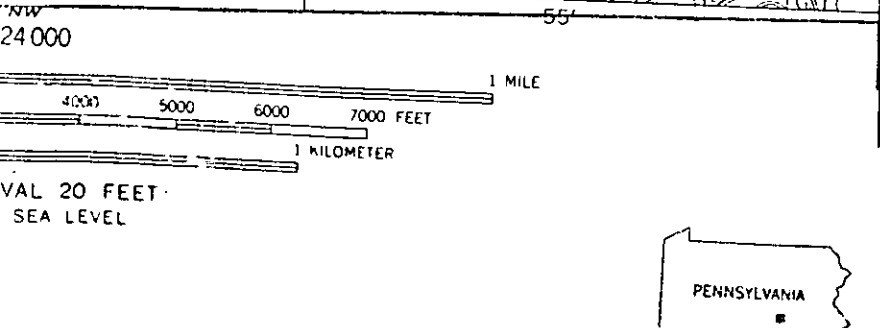 NW
55'
24 000
1 MILE
4000 5000 6000 7000 FEET
1 KILOMETER
VAL 20 FEET
SEA LEVEL
PENNSYLVANIA